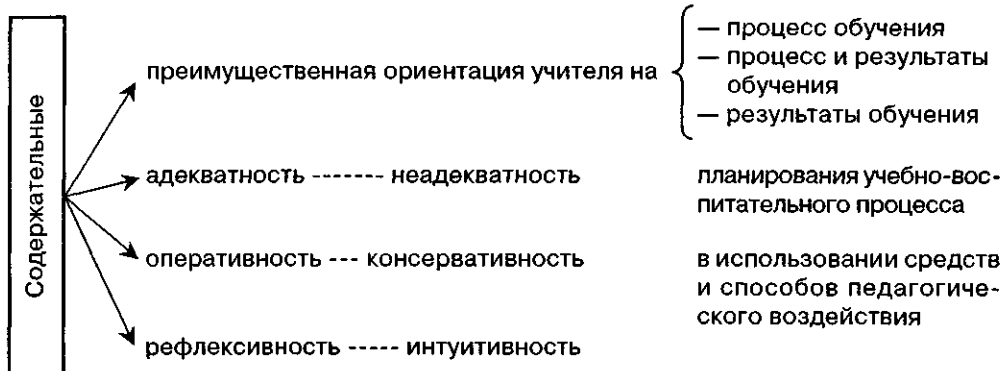 Содержательные
преимущественная ориентация учителя на
— процесс обучения
— процесс и результаты
обучения
— результаты обучения
адекватность ------- неадекватность
планирования учебно-вос-
питательного процесса
оперативность --- консервативность
в использовании средств
и способов педагогиче-
ского воздействия
рефлексивность ----- интуитивность